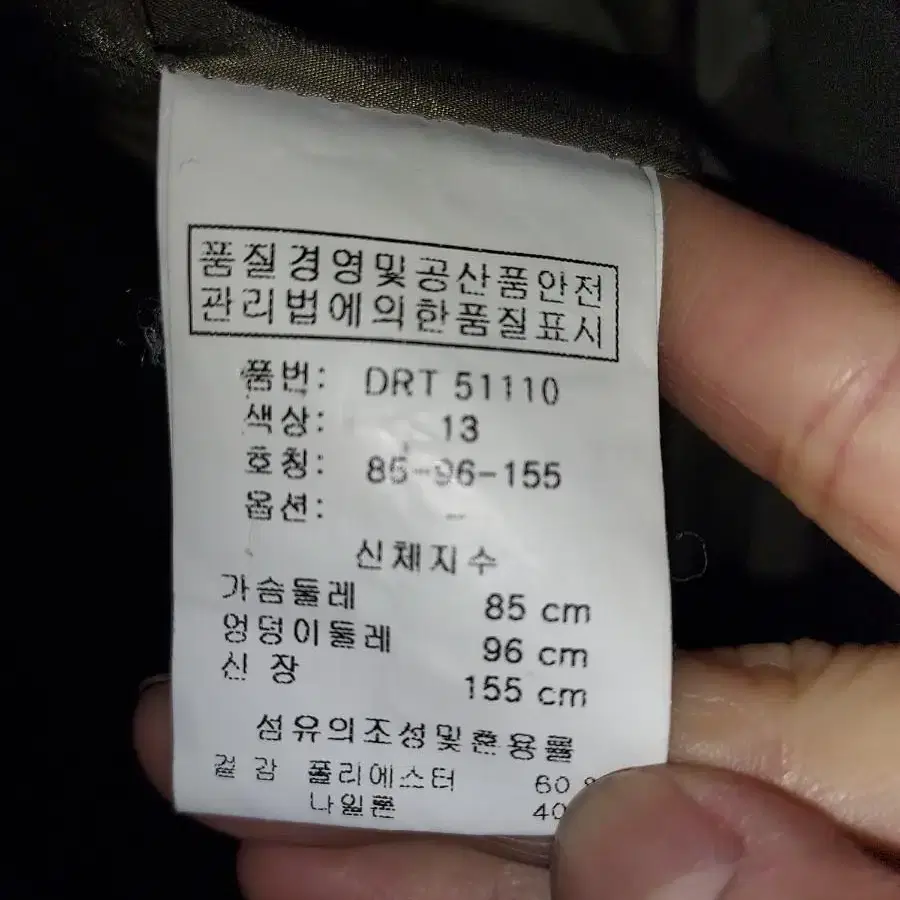 품질경영및공산품안전
관리법에의한품질표시
품번: DRT 51110
색상: 13
호칭: 85-96-155
옵션: -
신체지수
가슴둘레 85 cm
엉덩이둘레 96 cm
신 장 155 cm
섬유의조성및혼용률
겉 감 폴리에스터 60
나일론 40